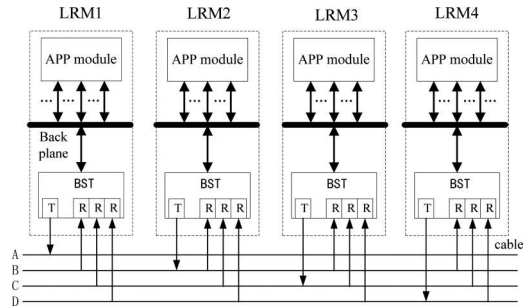 LRM1 LRM2 LRM3 LRM4
APP module APP module APP module APP module
... ... ... ... ... ... ... ... ... ... ... ...
Back
plane
BST BST BST BST
T R R R T R R R T R R R T R R R
cable
A
B
C
D